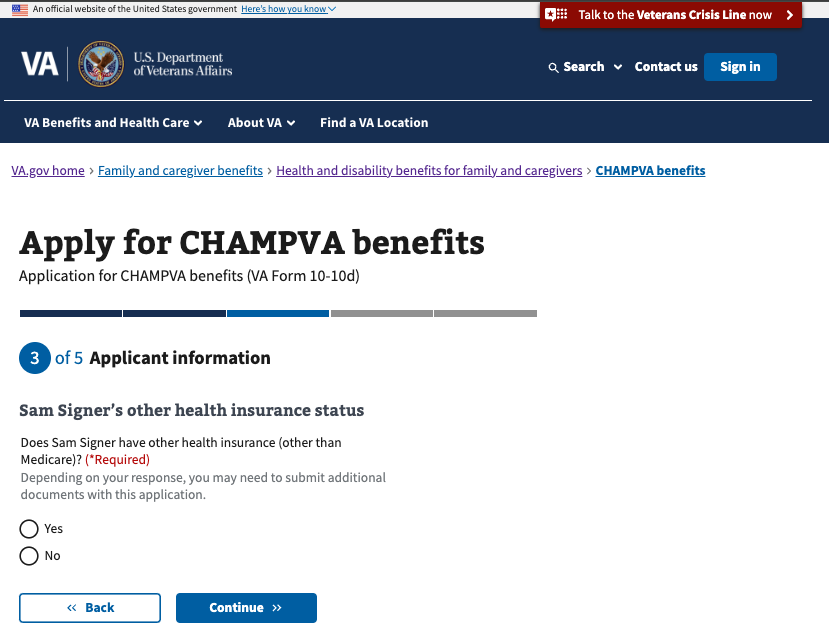 An official website of the United States government Here's how you know
Talk to the Veterans Crisis Line now
VA
U.S. Department
of Veterans Affairs
Search
Contact us
Sign in
VA Benefits and Health Care
About VA
Find a VA Location
VA.gov home › Family and caregiver benefits › Health and disability benefits for family and caregivers › CHAMPVA benefits
Apply for CHAMPVA benefits
Application for CHAMPVA benefits (VA Form 10-10d)
3 of 5 Applicant information
Sam Signer’s other health insurance status
Does Sam Signer have other health insurance (other than
Medicare)? (*Required)
Depending on your response, you may need to submit additional
documents with this application.
Yes
No
« Back
Continue »